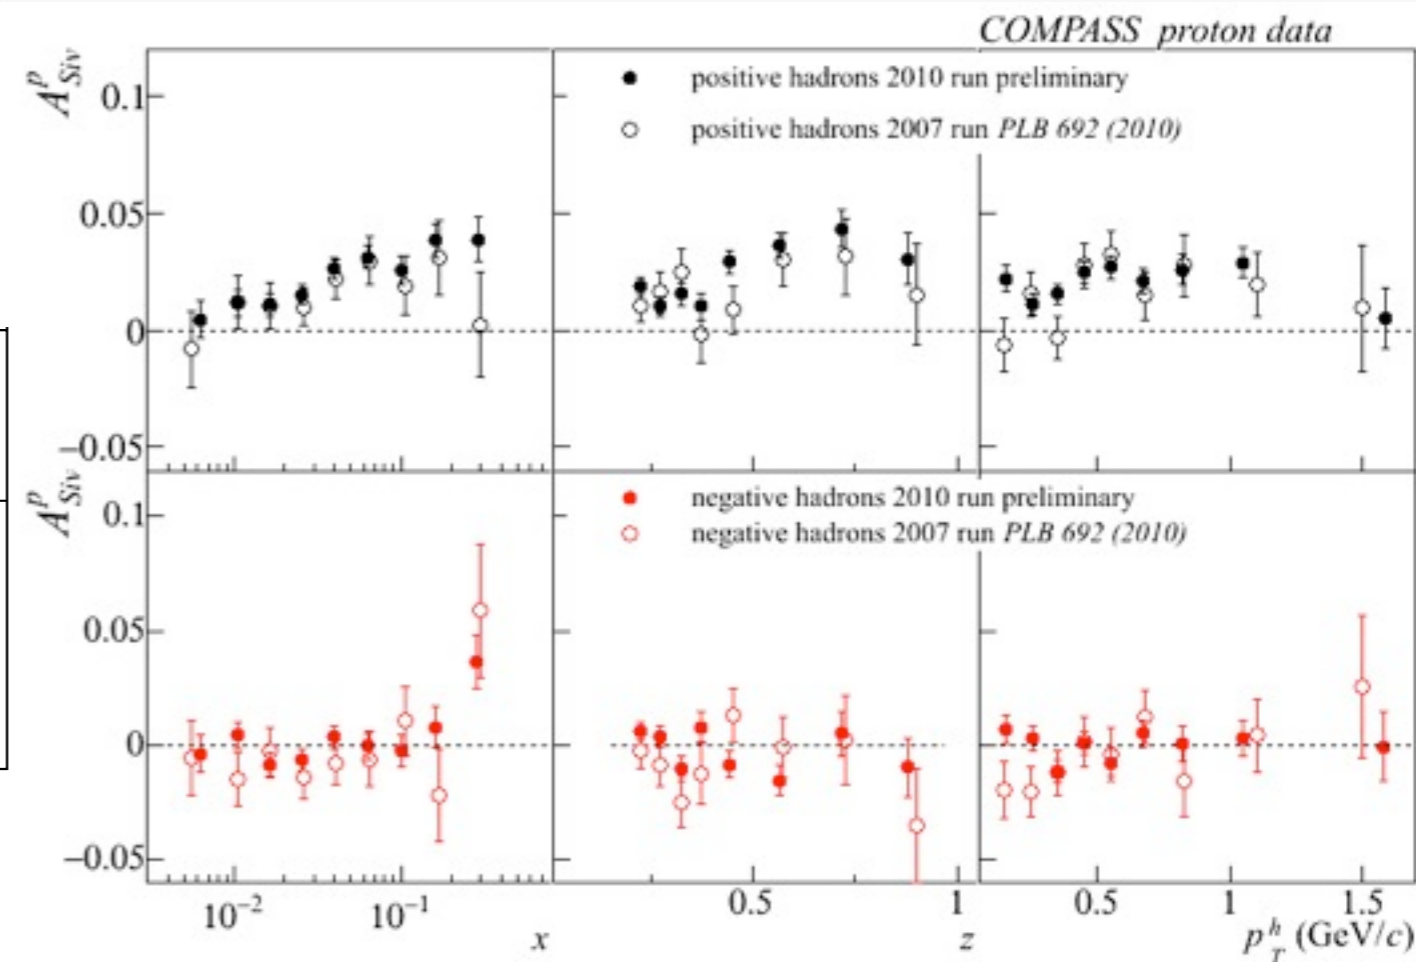 COMPASS proton data
A^p_Siv
0.1
0.05
0
−0.05
positive hadrons 2010 run preliminary
positive hadrons 2007 run PLB 692 (2010)
A^p_Siv
0.1
0.05
0
−0.05
negative hadrons 2010 run preliminary
negative hadrons 2007 run PLB 692 (2010)
10^−2 10^−1 0.5 1 0.5 1 1.5
x z p_T^h (GeV/c)